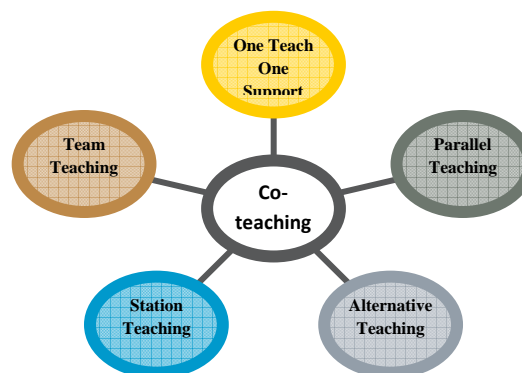 One Teach
One
Support
Team
Teaching
Parallel
Teaching
Co-
teaching
Station
Teaching
Alternative
Teaching